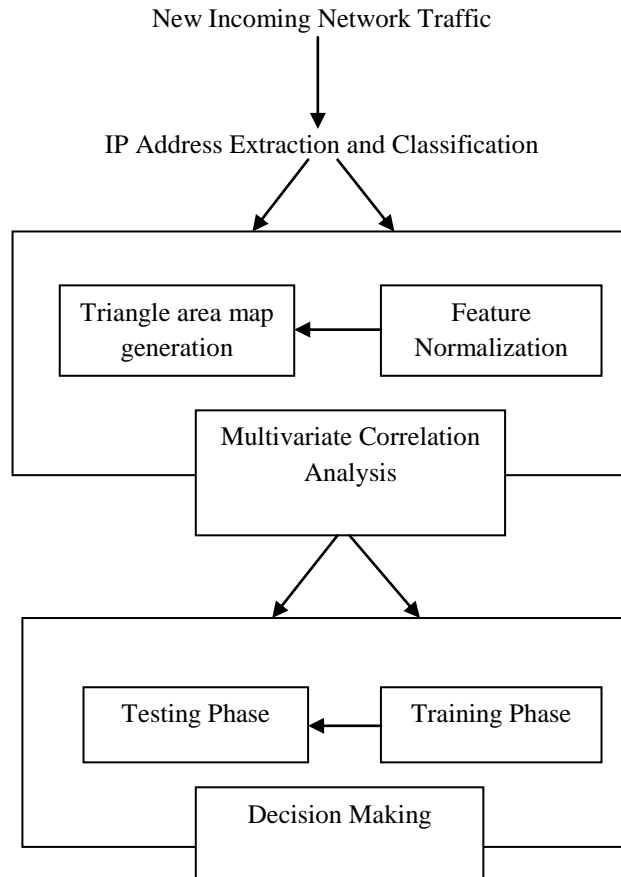 New Incoming Network Traffic
IP Address Extraction and Classification
Triangle area map
generation
Feature
Normalization
Multivariate Correlation
Analysis
Testing Phase
Training Phase
Decision Making